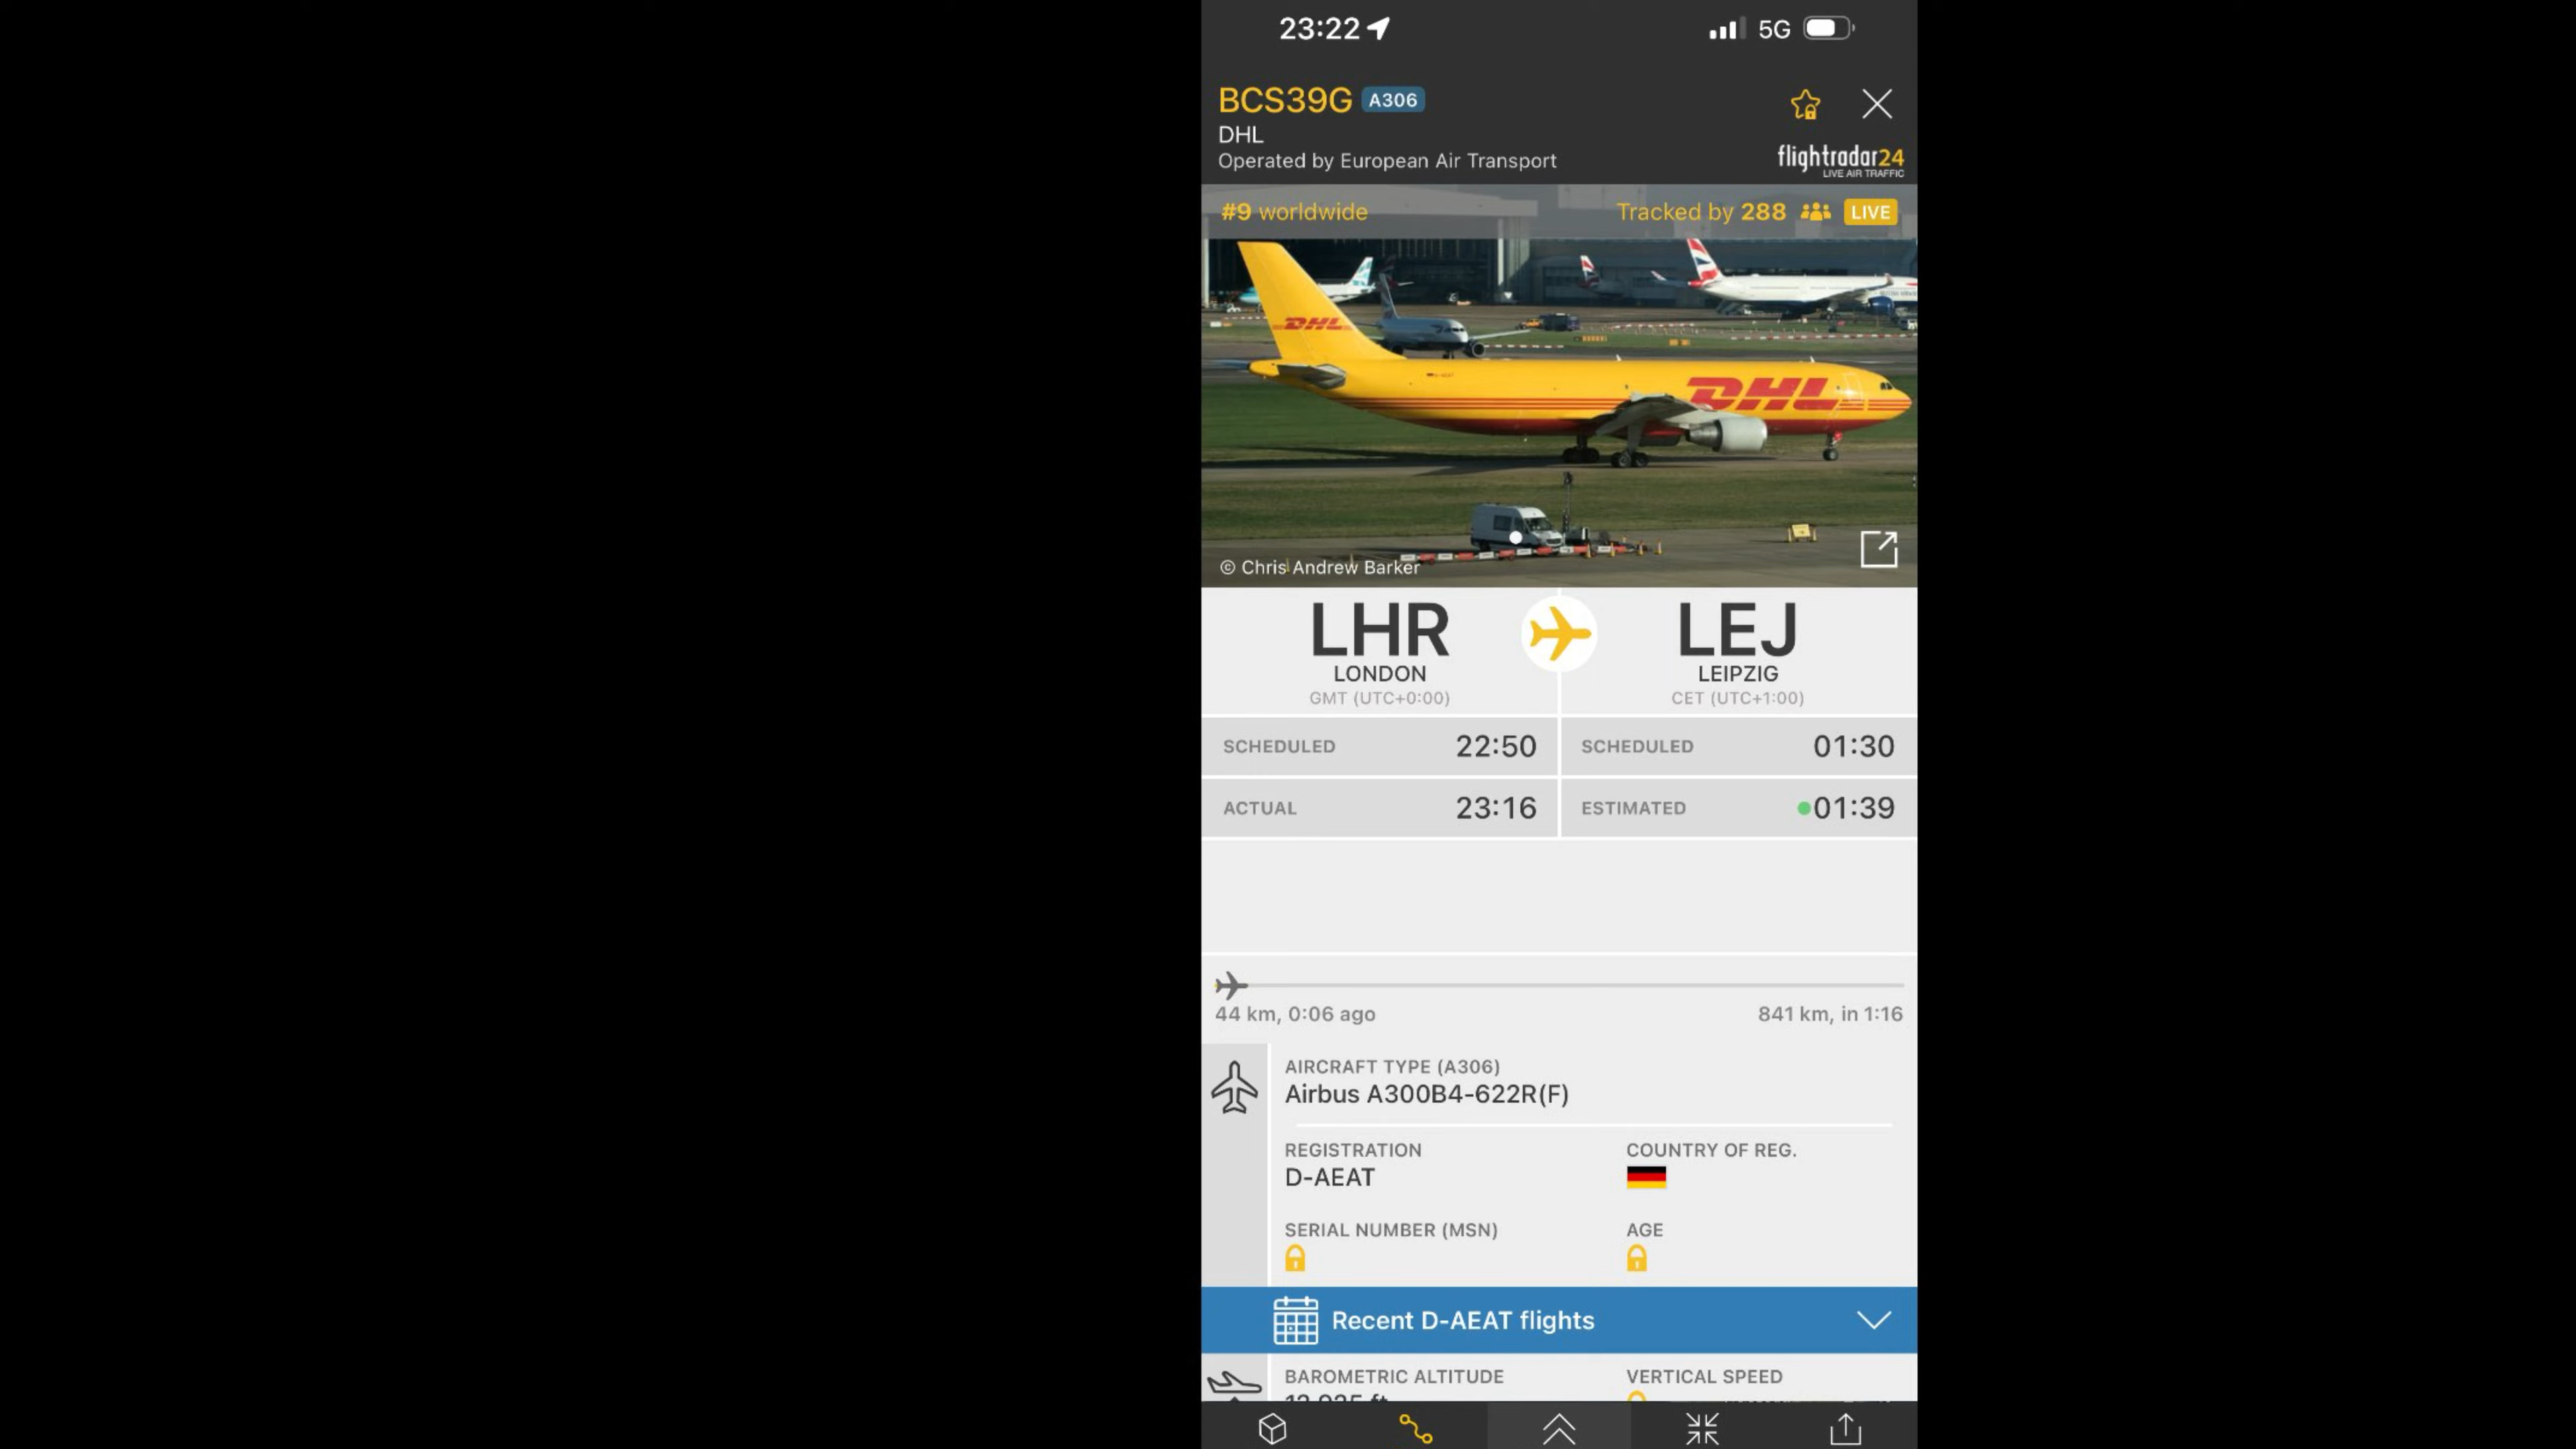 23:22
5G
BCS39G A306
DHL
Operated by European Air Transport
flightradar24
LIVE AIR TRAFFIC
#9 worldwide
Tracked by 288 LIVE
DHL
DHL
© Chris Andrew Barker
LHR
LONDON
GMT (UTC+0:00)
LEJ
LEIPZIG
CET (UTC+1:00)
SCHEDULED 22:50
SCHEDULED 01:30
ACTUAL 23:16
ESTIMATED 01:39
44 km, 0:06 ago
841 km, in 1:16
AIRCRAFT TYPE (A306)
Airbus A300B4-622R(F)
REGISTRATION
D-AEAT
COUNTRY OF REG.
SERIAL NUMBER (MSN)
AGE
Recent D-AEAT flights
BAROMETRIC ALTITUDE
VERTICAL SPEED